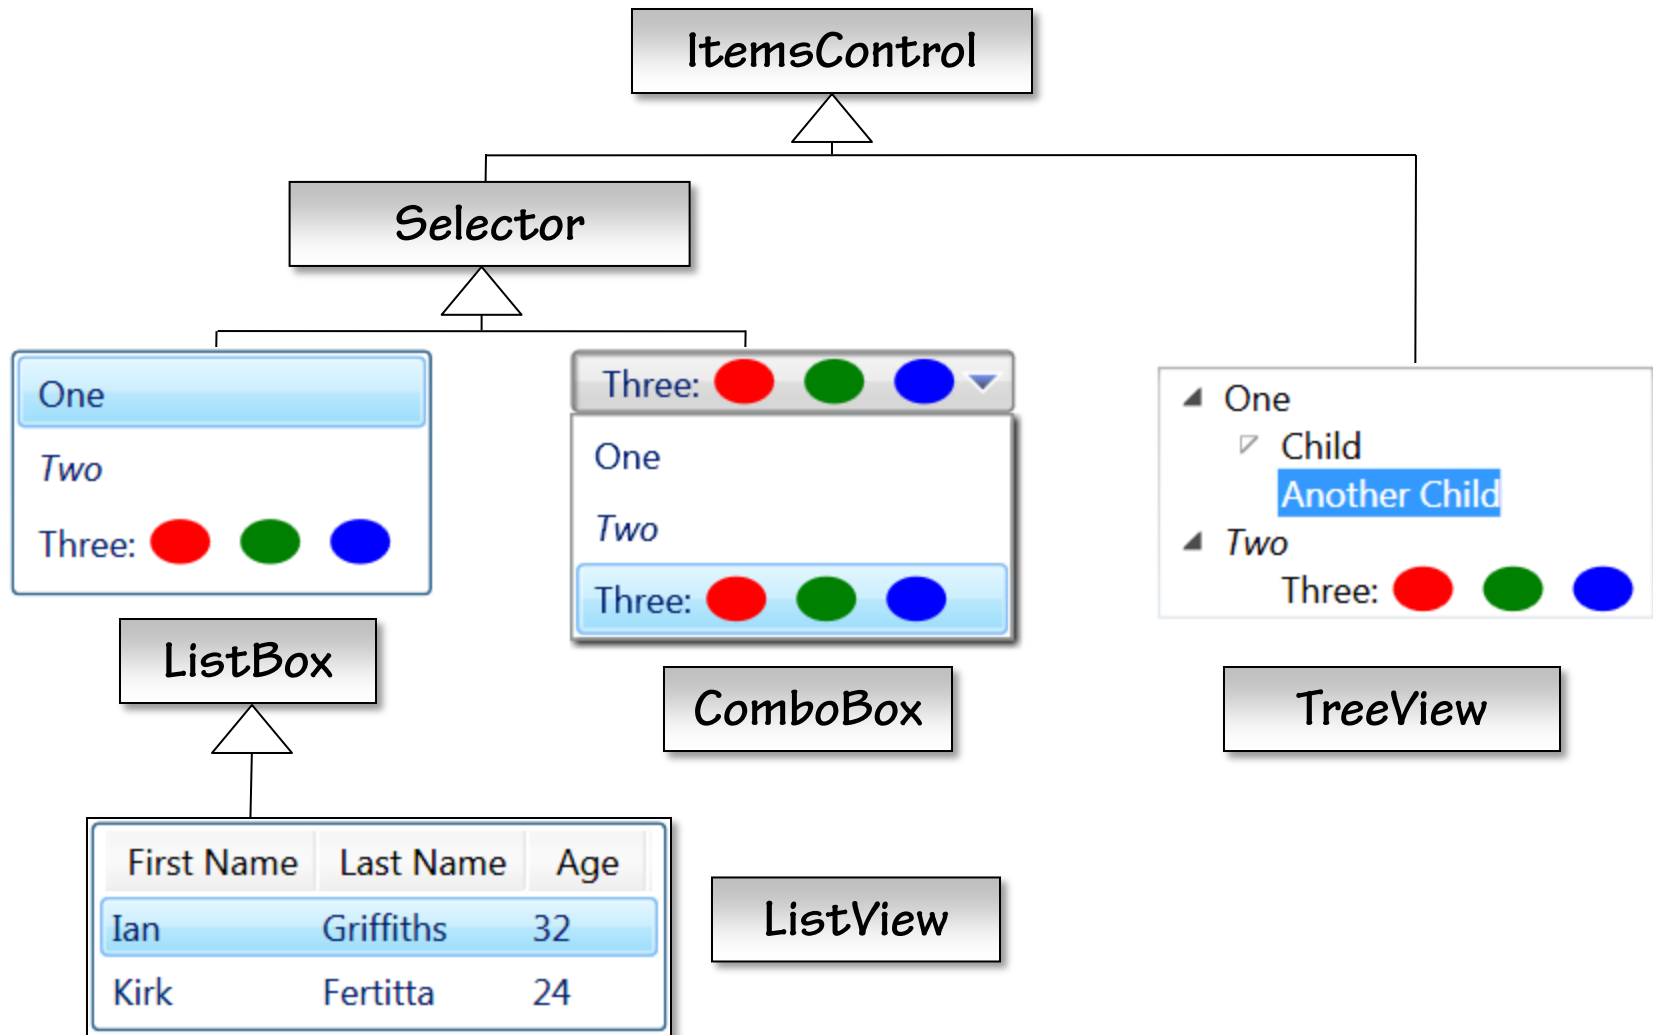 ItemsControl
Selector
One
Two
Three:
Three:
One
Two
Three:
One
Child
Another Child
Two
Three:
ListBox
ComboBox
TreeView
First Name Last Name Age
Ian Griffiths 32
Kirk Fertitta 24
ListView